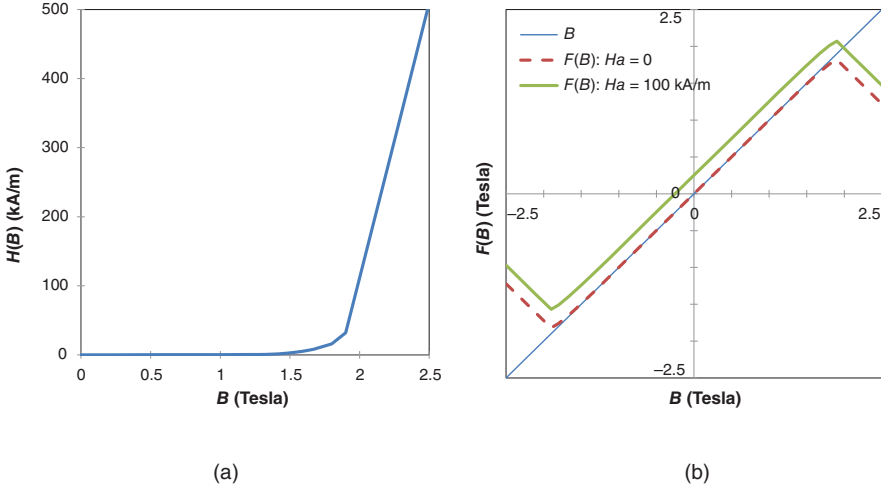 500
400
300
200
100
0
H(B) (kA/m)
0 0.5 1 1.5 2 2.5
B (Tesla)
(a)
2.5
B
F(B): Ha = 0
F(B): Ha = 100 kA/m
F(B) (Tesla)
0
−2.5 0 2.5
−2.5
B (Tesla)
(b)